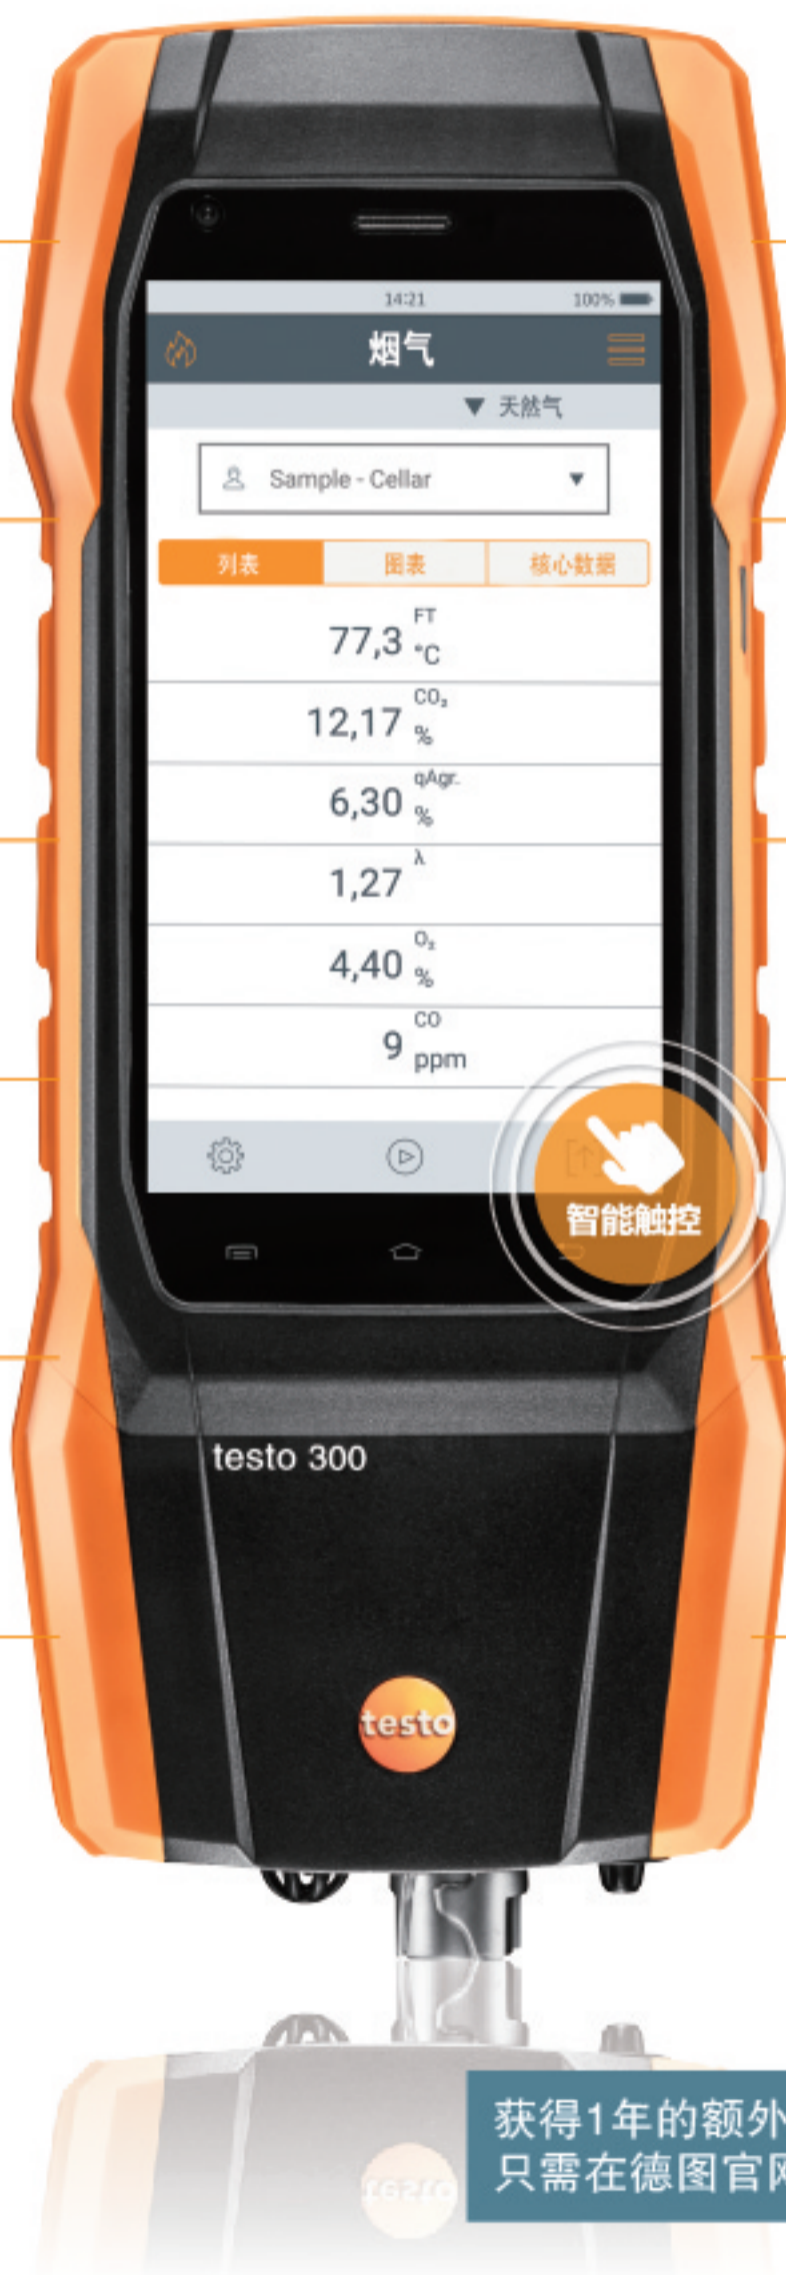 14:21 100%
烟气
▼ 天然气
Sample - Cellar ▼
列表 图表 核心数据
77,3 FT °C
12,17 CO₂ %
6,30 qAgr. %
1,27 λ
4,40 O₂ %
9 CO ppm
智能触控
testo 300
testo
获得1年的额外
只需在德图官网